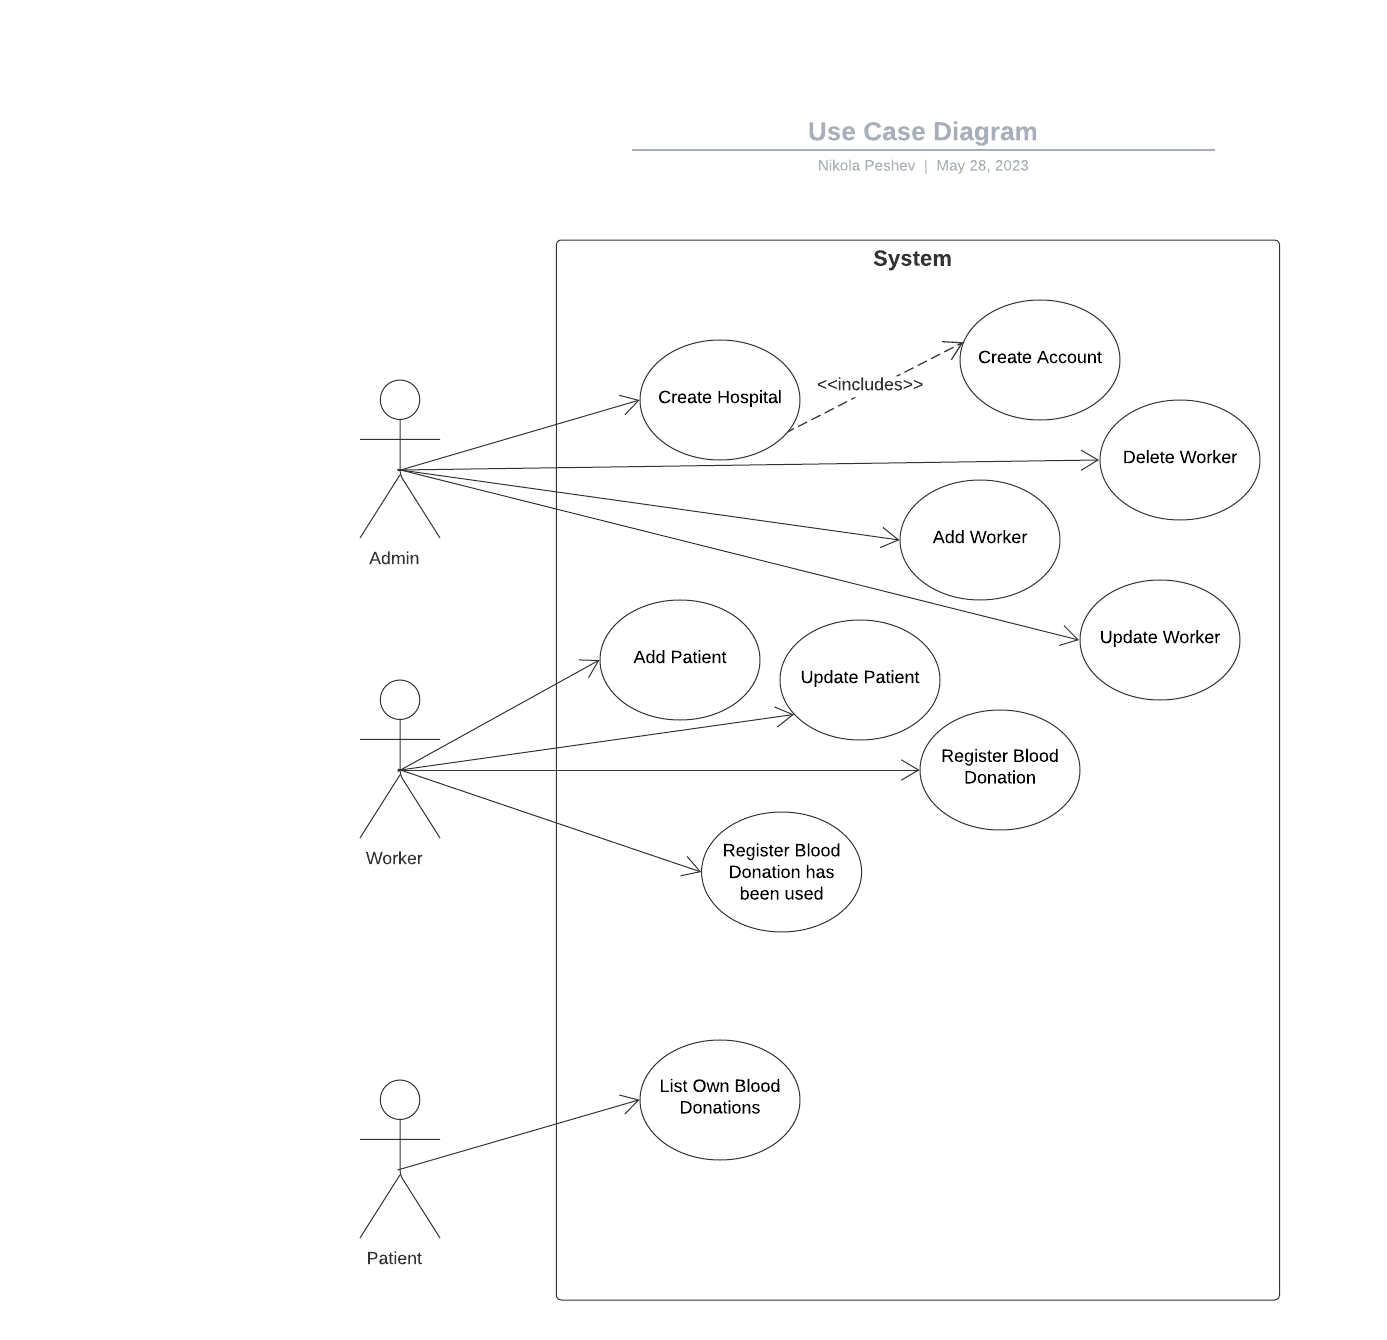 Use Case Diagram
Nikola Peshev | May 28, 2023
System
Create Account
Create Hospital
<<includes>>
Delete Worker
Add Worker
Admin
Update Worker
Add Patient
Update Patient
Register Blood
Donation
Worker
Register Blood
Donation has
been used
List Own Blood
Donations
Patient